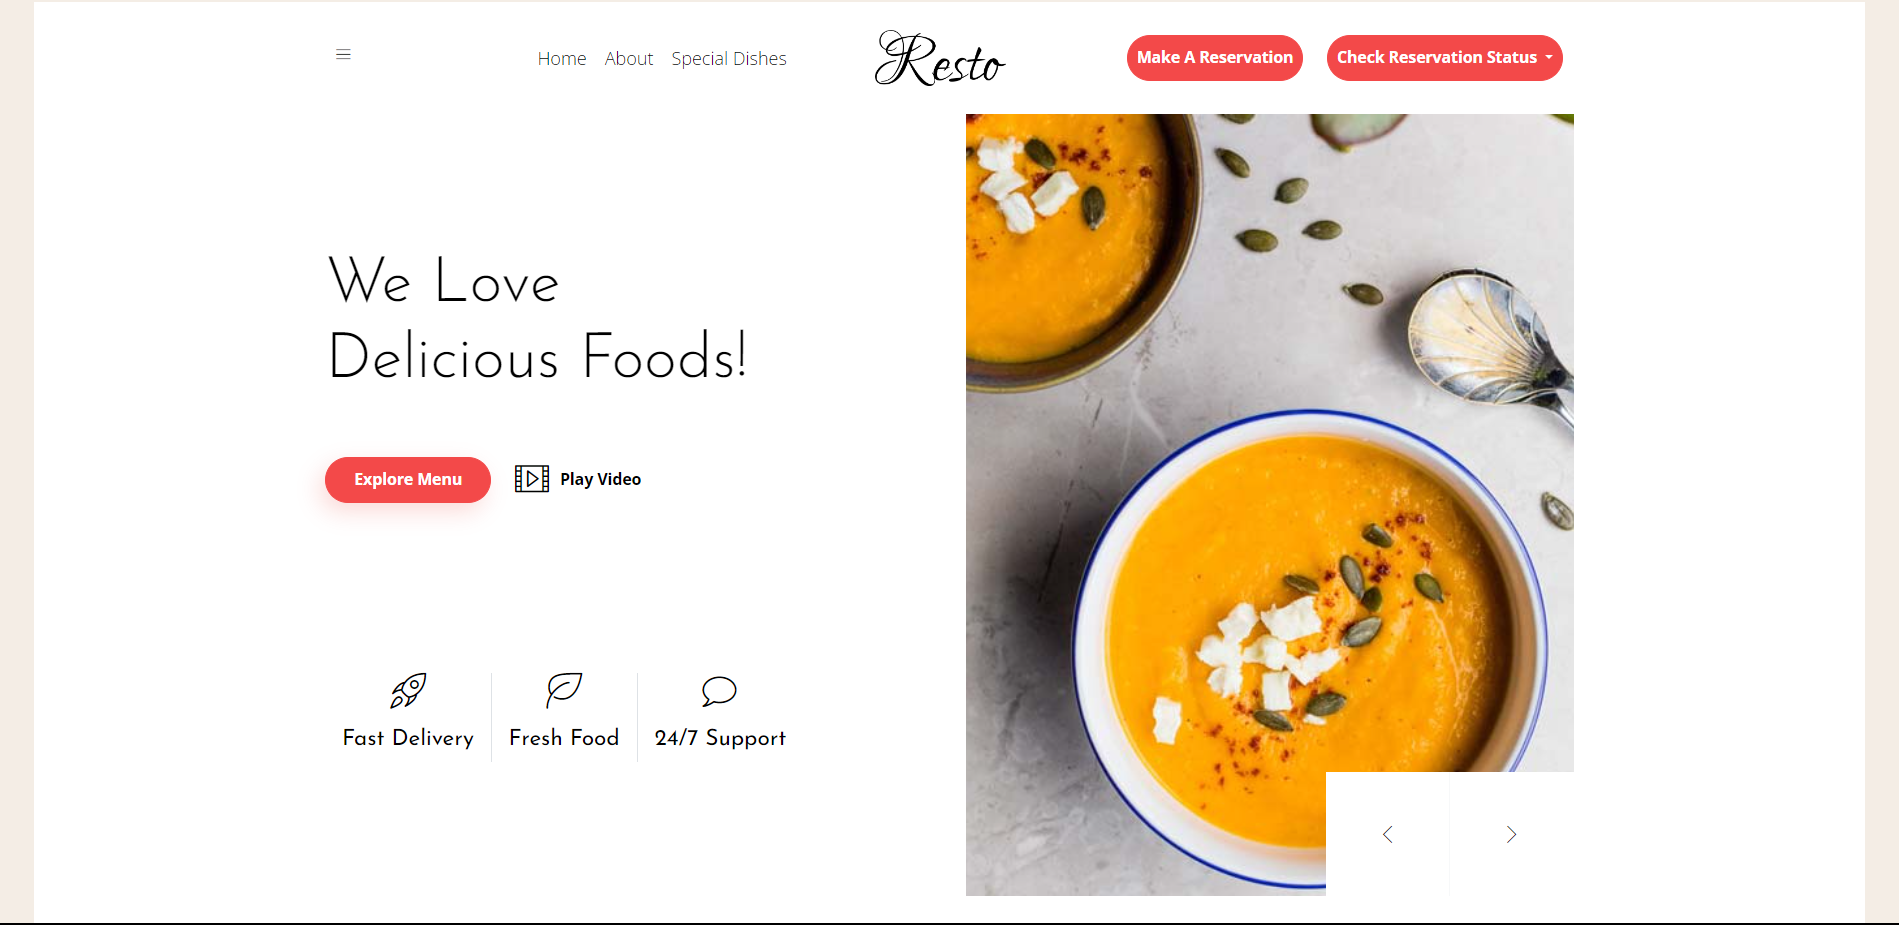 Home About Special Dishes Resto Make A Reservation Check Reservation Status
We Love
Delicious Foods!
Explore Menu Play Video
Fast Delivery Fresh Food 24/7 Support